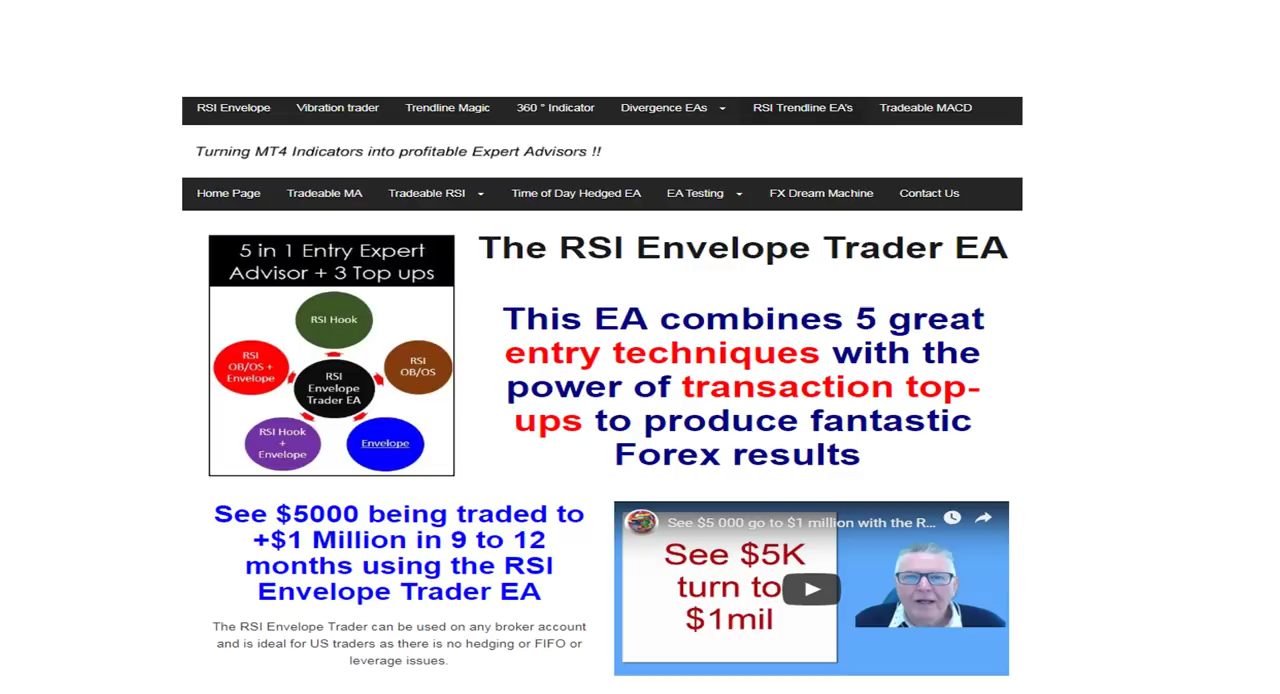 RSI Envelope Vibration trader Trendline Magic 360 ° Indicator Divergence EAs RSI Trendline EA's Tradeable MACD
Turning MT4 Indicators into profitable Expert Advisors !!
Home Page Tradeable MA Tradeable RSI Time of Day Hedged EA EA Testing FX Dream Machine Contact Us
5 in 1 Entry Expert
Advisor + 3 Top ups
RSI Hook
RSI
OB/OS +
Envelope
RSI
Envelope
Trader EA
RSI
OB/OS
RSI Hook
+
Envelope
Envelope
The RSI Envelope Trader EA
This EA combines 5 great
entry techniques with the
power of transaction top-
ups to produce fantastic
Forex results
See $5000 being traded to
+$1 Million in 9 to 12
months using the RSI
Envelope Trader EA
The RSI Envelope Trader can be used on any broker account
and is ideal for US traders as there is no hedging or FIFO or
leverage issues.
See $5 000 go to $1 million with the R...
See $5K
turn to
$1mil